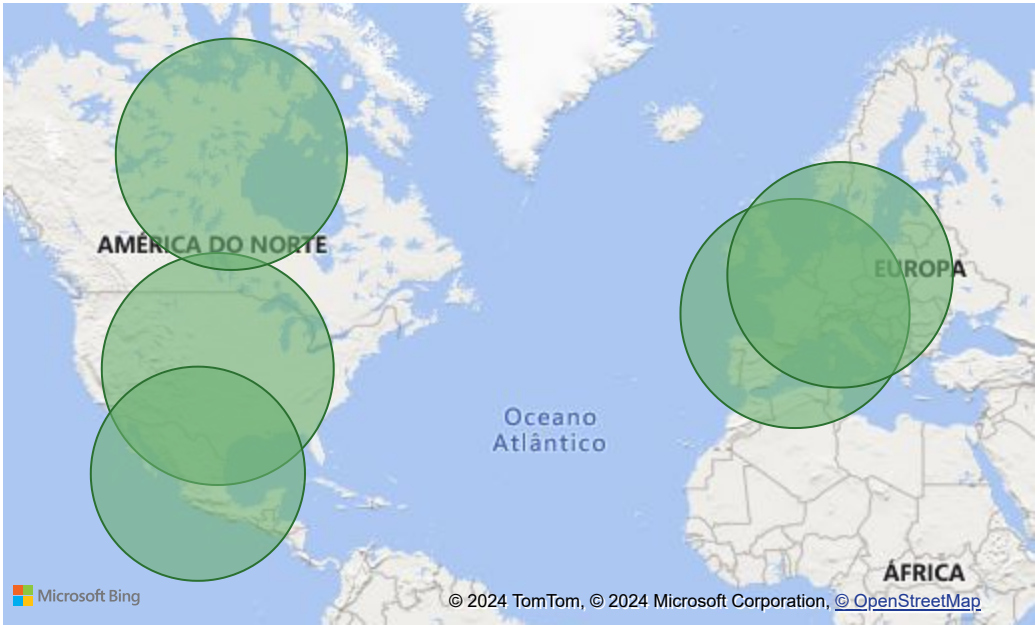 AMÉRICA DO NORTE
EUROPA
Oceano
Atlântico
ÁFRICA
Microsoft Bing
© 2024 TomTom, © 2024 Microsoft Corporation, © OpenStreetMap